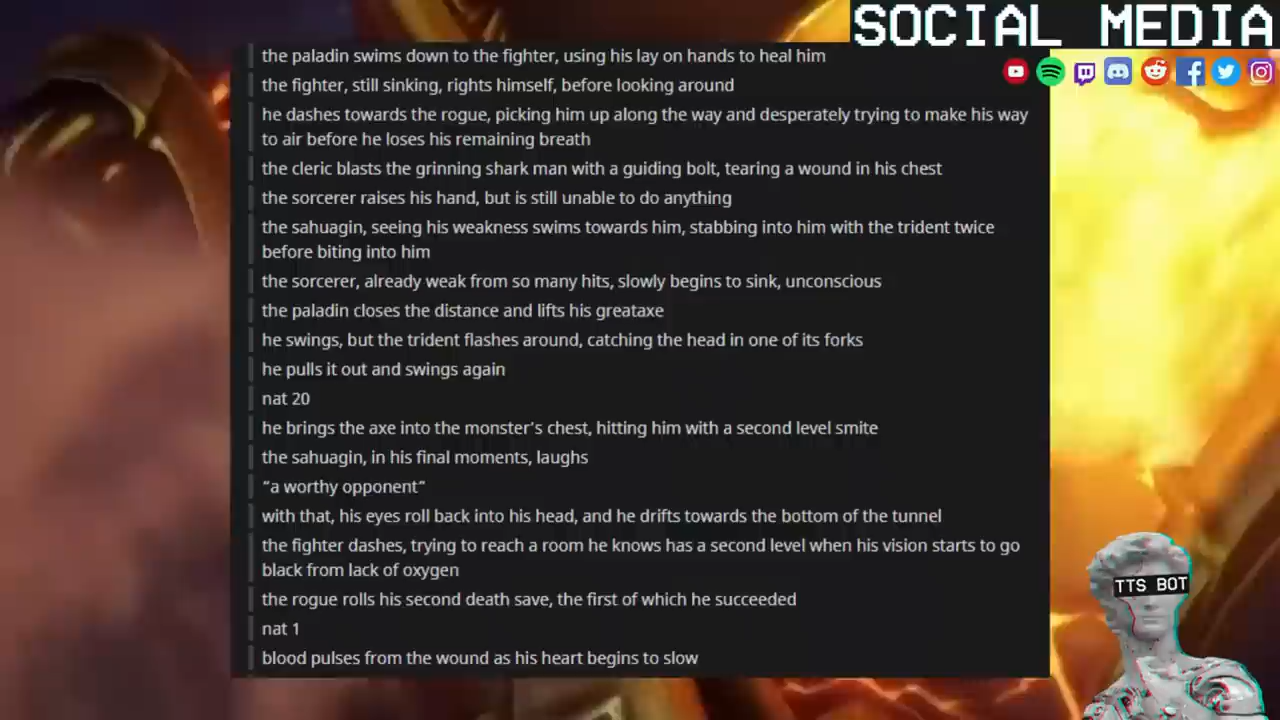 SOCIAL MEDIA
the paladin swims down to the fighter, using his lay on hands to heal him
the fighter, still sinking, rights himself, before looking around
he dashes towards the rogue, picking him up along the way and desperately trying to make his way
to air before he loses his remaining breath
the cleric blasts the grinning shark man with a guiding bolt, tearing a wound in his chest
the sorcerer raises his hand, but is still unable to do anything
the sahuagin, seeing his weakness swims towards him, stabbing into him with the trident twice
before biting into him
the sorcerer, already weak from so many hits, slowly begins to sink, unconscious
the paladin closes the distance and lifts his greataxe
he swings, but the trident flashes around, catching the head in one of its forks
he pulls it out and swings again
nat 20
he brings the axe into the monster’s chest, hitting him with a second level smite
the sahuagin, in his final moments, laughs
“a worthy opponent”
with that, his eyes roll back into his head, and he drifts towards the bottom of the tunnel
the fighter dashes, trying to reach a room he knows has a second level when his vision starts to go
black from lack of oxygen
the rogue rolls his second death save, the first of which he succeeded
nat 1
blood pulses from the wound as his heart begins to slow
TTS BOT